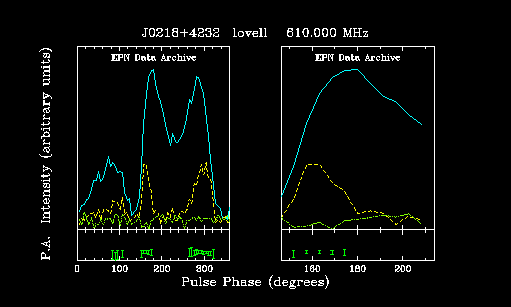 J0218+4232 lovell 610.000 MHz
EPN Data Archive EPN Data Archive
P.A. Intensity (arbitrary units)
0 100 200 300 160 180 200
Pulse Phase (degrees)